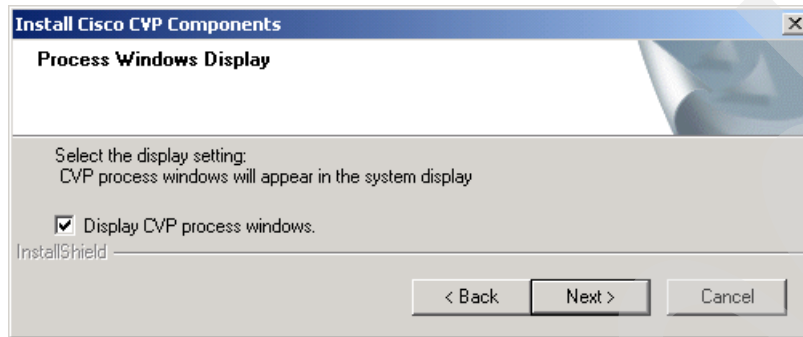 Install Cisco CVP Components
Process Windows Display
Select the display setting:
CVP process windows will appear in the system display
Display CVP process windows.
InstallShield
< Back
Next >
Cancel